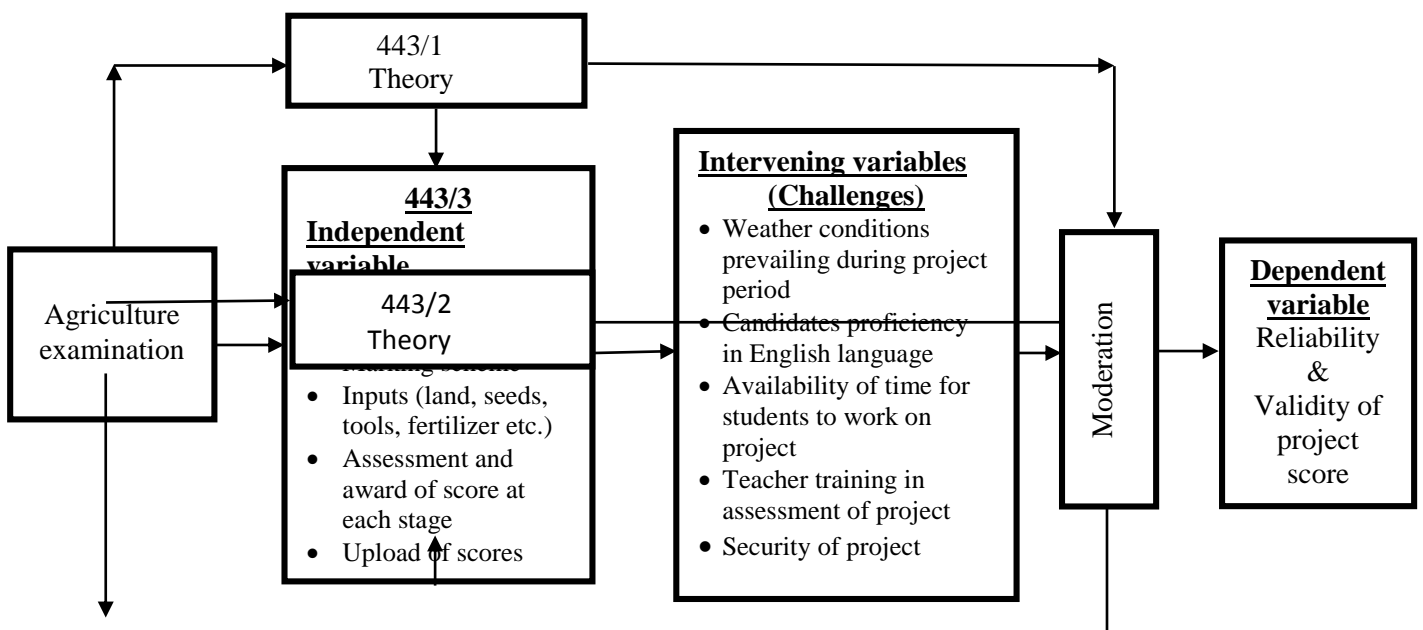 443/1
Theory
Agriculture
examination
443/3
Independent
variable
443/2
Theory
Marking scheme
• Inputs (land, seeds,
tools, fertilizer etc.)
• Assessment and
award of score at
each stage
• Upload of scores
Intervening variables
(Challenges)
• Weather conditions
prevailing during project
period
• Candidates proficiency
in English language
• Availability of time for
students to work on
project
• Teacher training in
assessment of project
• Security of project
Moderation
Dependent
variable
Reliability
&
Validity of
project
score